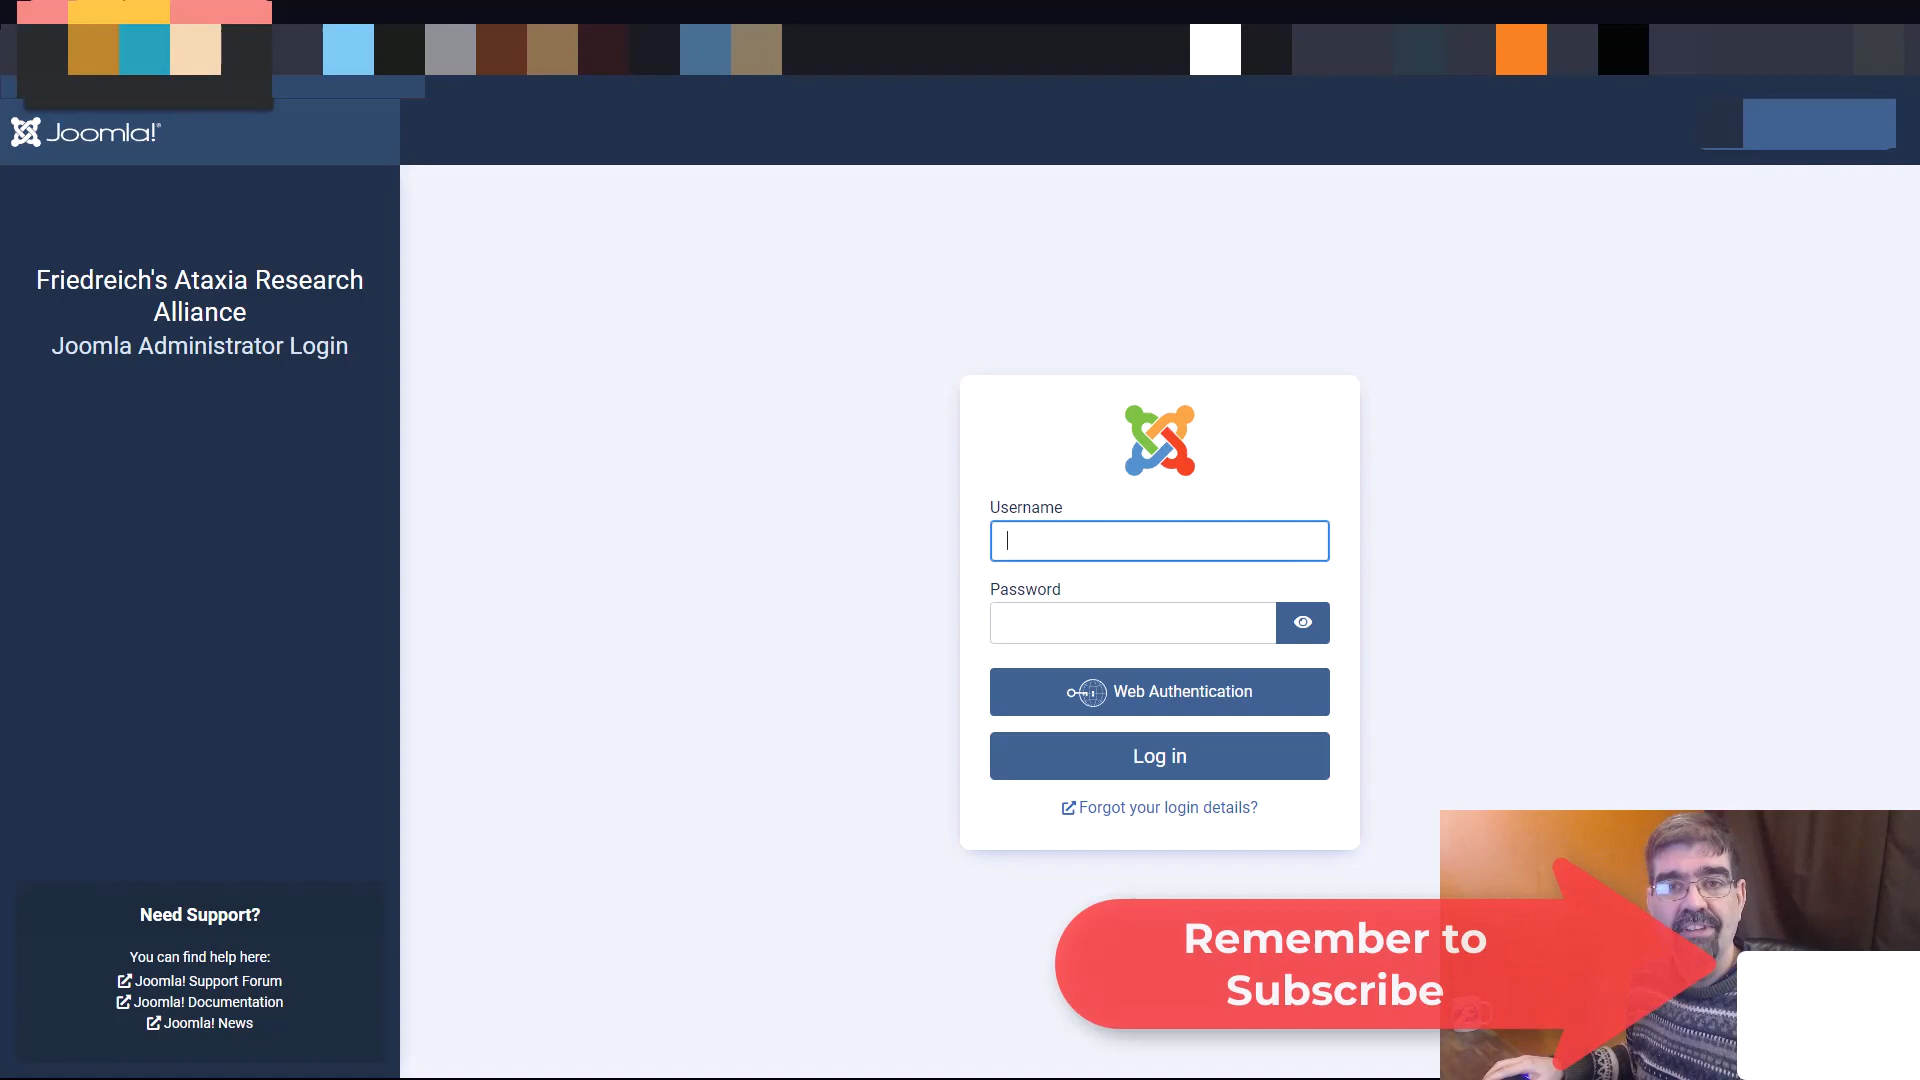 Joomla!
Friedreich's Ataxia Research
Alliance
Joomla Administrator Login
Username
Password
Web Authentication
Log in
Forgot your login details?
Need Support?
You can find help here:
Joomla! Support Forum
Joomla! Documentation
Joomla! News
Remember to
Subscribe